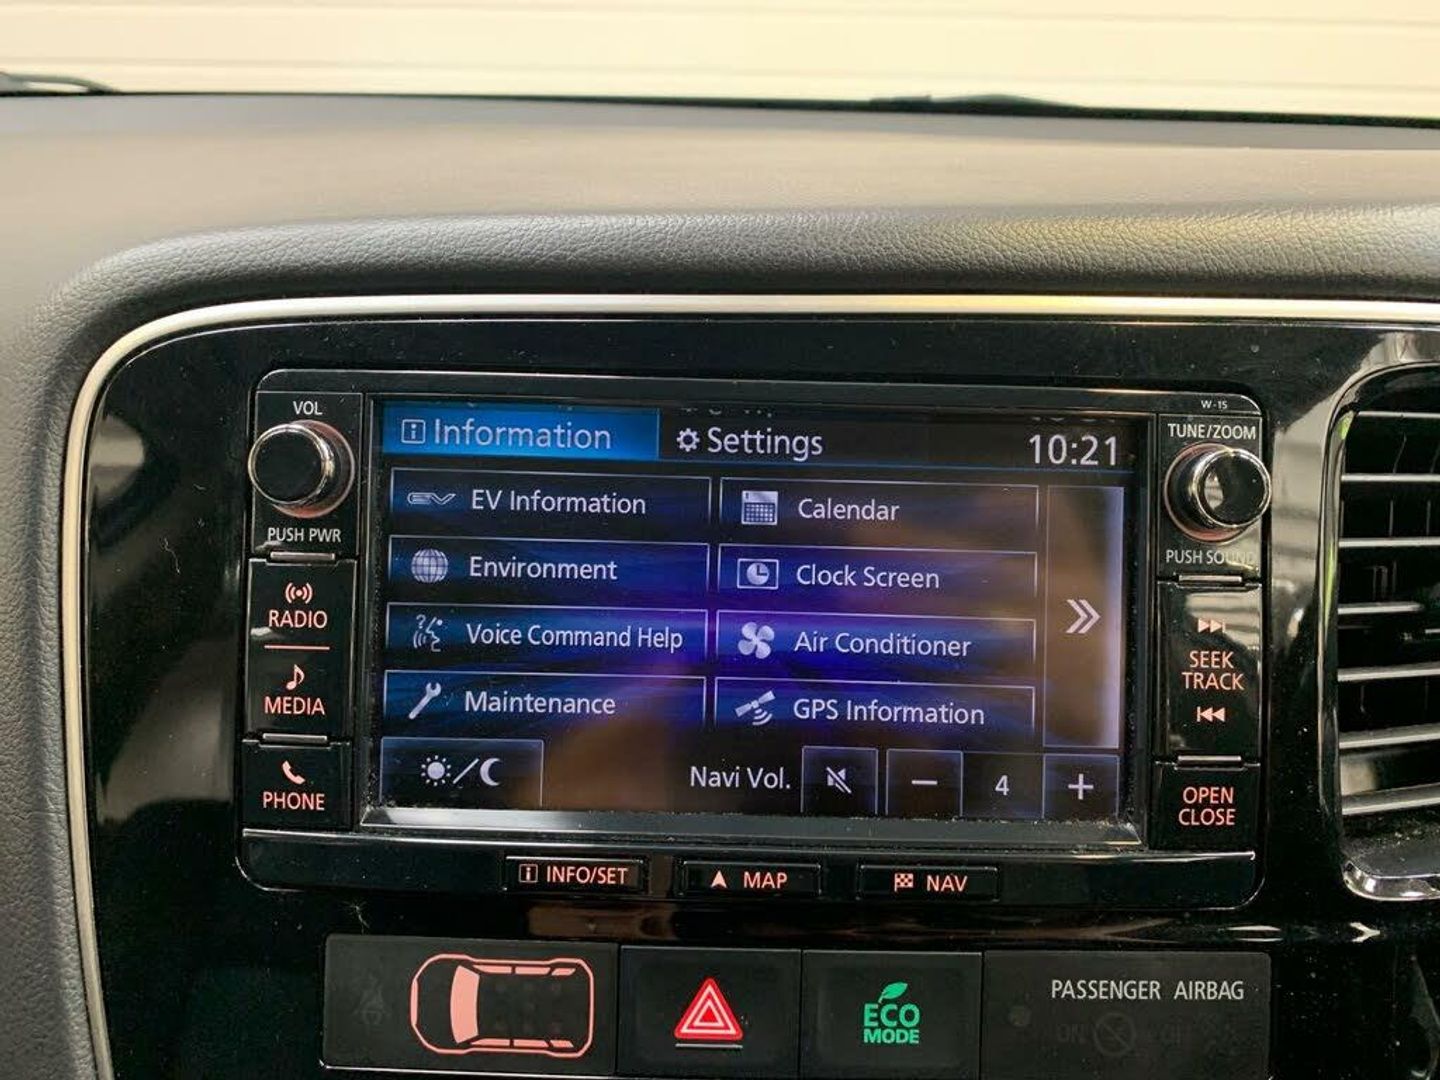 W-15
VOL
PUSH PWR
RADIO
MEDIA
PHONE
Information
Settings
10:21
EV Information
Calendar
Environment
Clock Screen
Voice Command Help
Air Conditioner
Maintenance
GPS Information
Navi Vol.
4
TUNE/ZOOM
PUSH SOUND
SEEK
TRACK
OPEN
CLOSE
INFO/SET
MAP
NAV
ECO
MODE
PASSENGER AIRBAG
ON